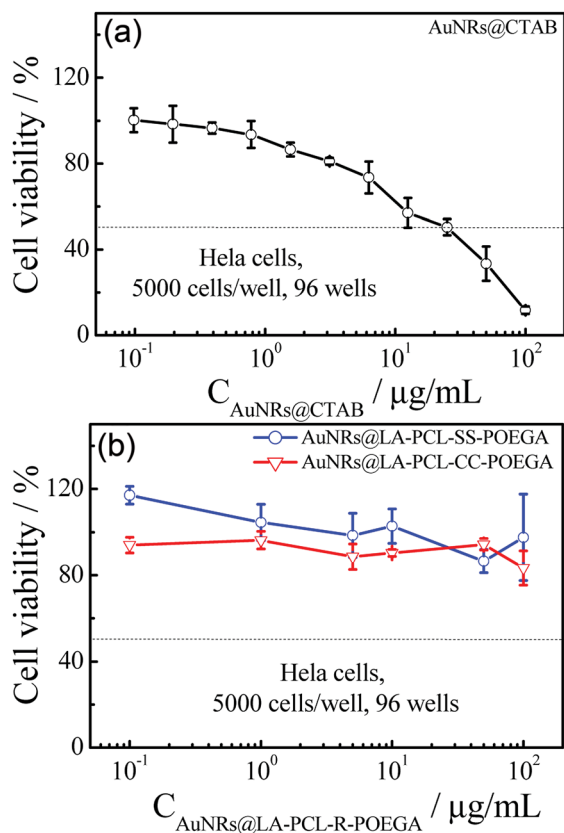 (a)
AuNRs@CTAB
Cell viability / %
120
80
40
0
Hela cells,
5000 cells/well, 96 wells
10⁻¹ 10⁰ 10¹ 10²
C AuNRs@CTAB / µg/mL
(b)
AuNRs@LA-PCL-SS-POEGA
AuNRs@LA-PCL-CC-POEGA
Cell viability / %
120
80
40
0
Hela cells,
5000 cells/well, 96 wells
10⁻¹ 10⁰ 10¹ 10²
C AuNRs@LA-PCL-R-POEGA / µg/mL